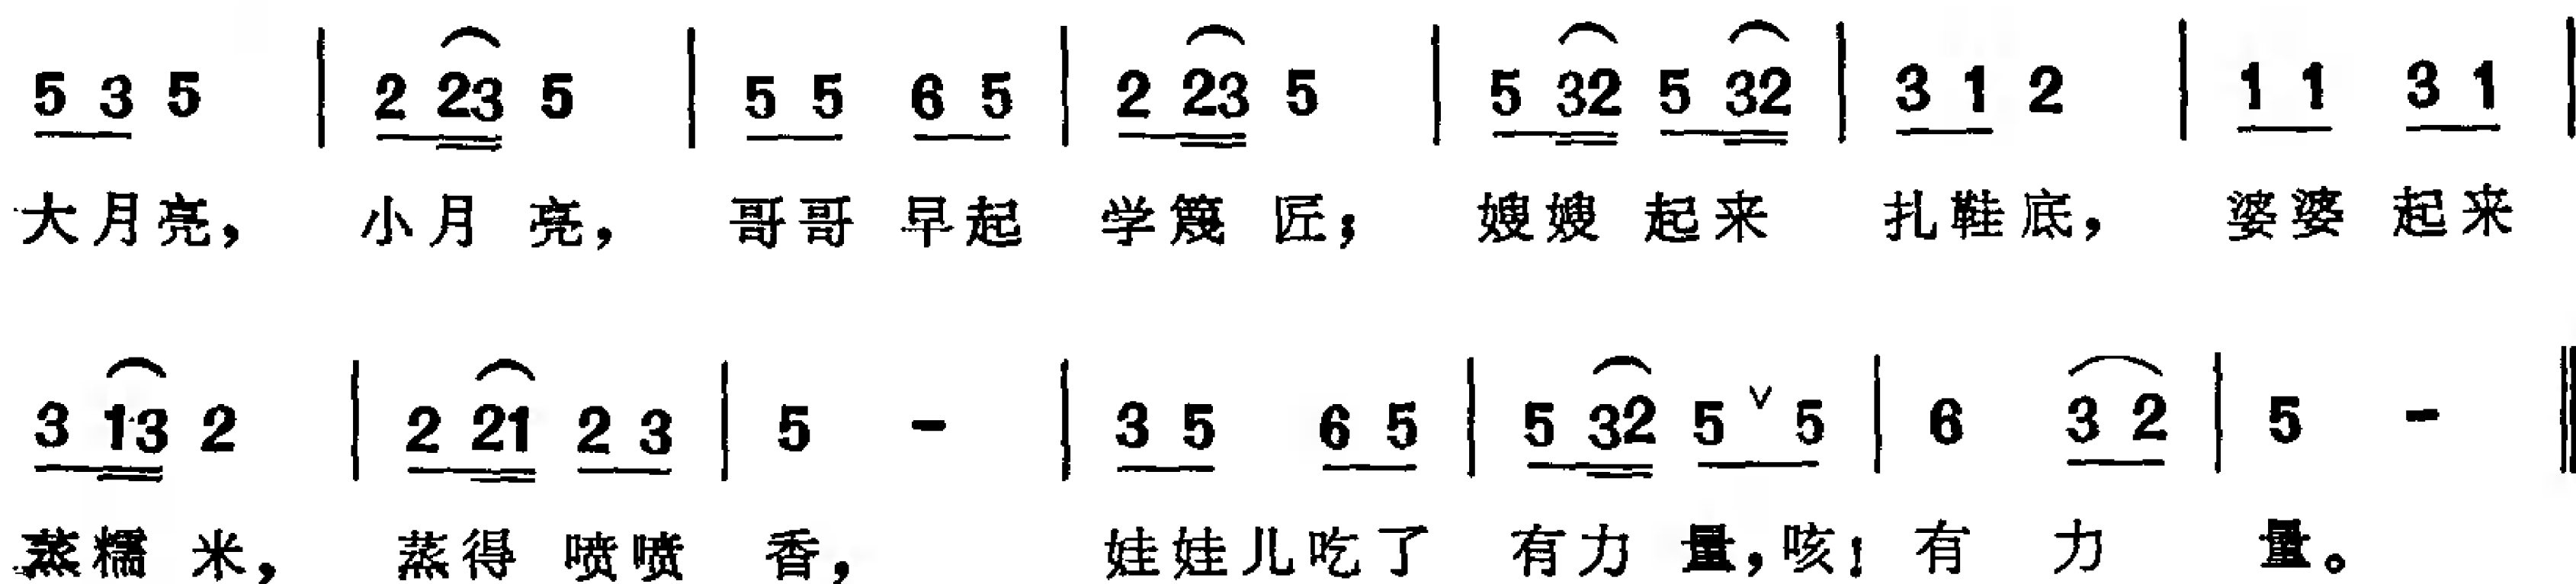 5 3 5 | 2 23 5 | 5 5 6 5 | 2 23 5 | 5 32 5 32 | 3 1 2 | 1 1 3 1 |
大月亮， 小月亮， 哥哥 早起 学篾匠； 嫂嫂 起来 扎鞋底， 婆婆 起来
3 13 2 | 2 21 2 3 | 5 - | 3 5 6 5 | 5 32 5 ˅ 5 | 6 3 2 | 5 - ‖
蒸糯米， 蒸得 喷喷 香， 娃娃儿吃了 有力量，咳！有 力 量。